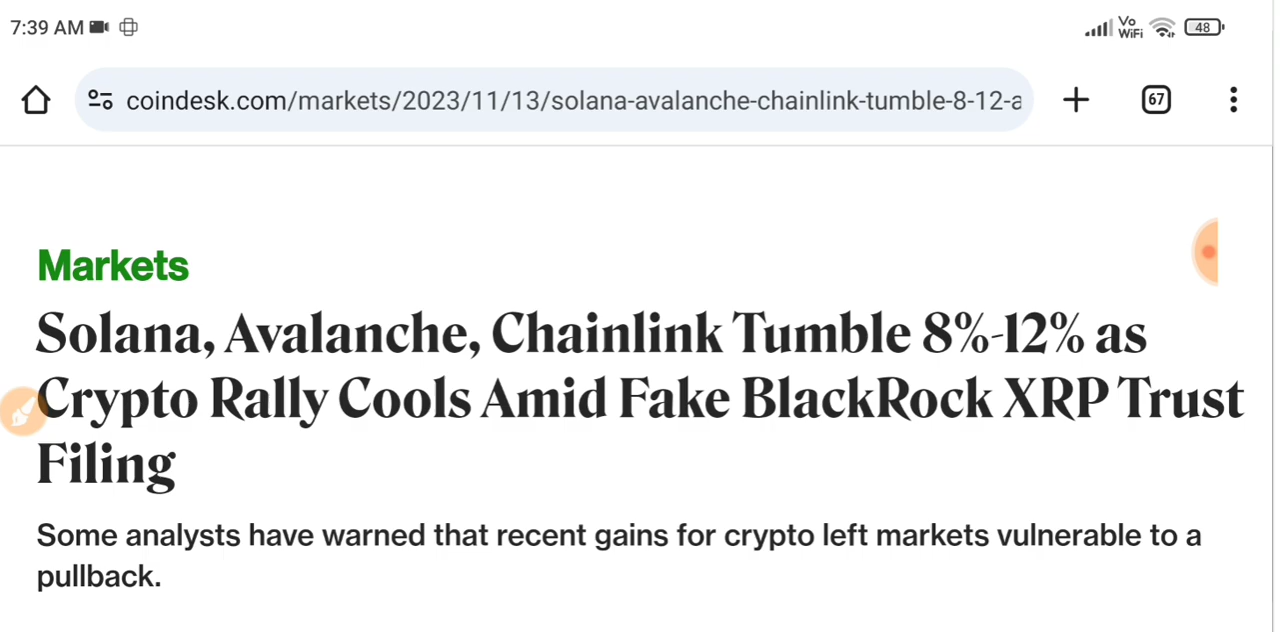 7:39 AM
Vo
WiFi
48
coindesk.com/markets/2023/11/13/solana-avalanche-chainlink-tumble-8-12-a
67
Markets
Solana, Avalanche, Chainlink Tumble 8%-12% as
Crypto Rally Cools Amid Fake BlackRock XRP Trust
Filing
Some analysts have warned that recent gains for crypto left markets vulnerable to a
pullback.